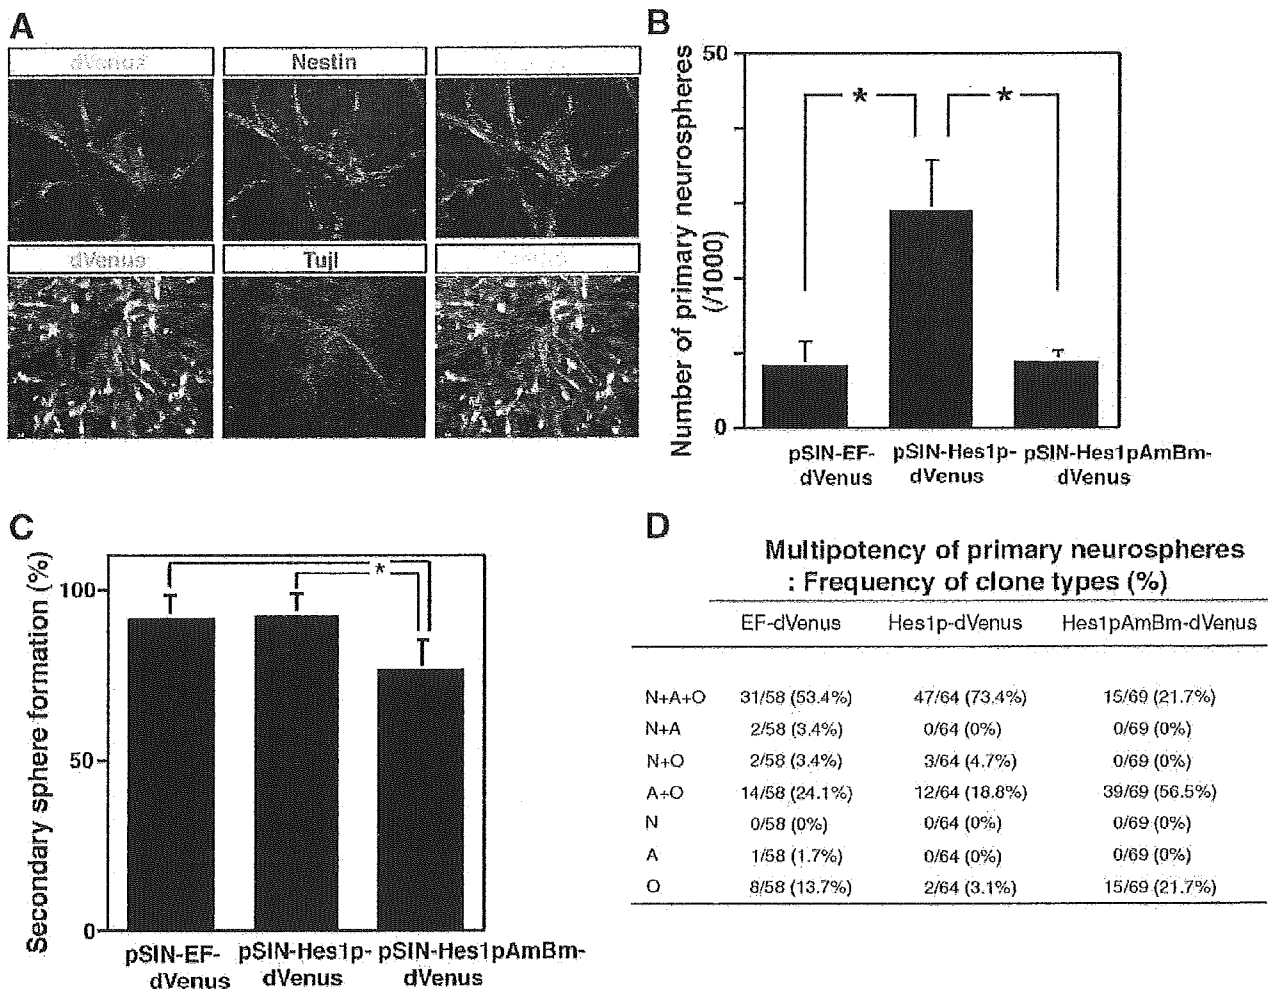 A
dVenus
Nestin
dVenus
TujI
B
Number of primary neurospheres
(/1000)
50
0
*
*
pSIN-EF-
dVenus
pSIN-Hes1p-
dVenus
pSIN-Hes1pAmBm-
dVenus
C
Secondary sphere formation (%)
100
50
0
*
pSIN-EF-
dVenus
pSIN-Hes1p-
dVenus
pSIN-Hes1pAmBm-
dVenus
D
Multipotency of primary neurospheres
: Frequency of clone types (%)
EF-dVenus Hes1p-dVenus Hes1pAmBm-dVenus
N+A+O 31/58 (53.4%) 47/64 (73.4%) 15/69 (21.7%)
N+A 2/58 (3.4%) 0/64 (0%) 0/69 (0%)
N+O 2/58 (3.4%) 3/64 (4.7%) 0/69 (0%)
A+O 14/58 (24.1%) 12/64 (18.8%) 39/69 (56.5%)
N 0/58 (0%) 0/64 (0%) 0/69 (0%)
A 1/58 (1.7%) 0/64 (0%) 0/69 (0%)
O 8/58 (13.7%) 2/64 (3.1%) 15/69 (21.7%)